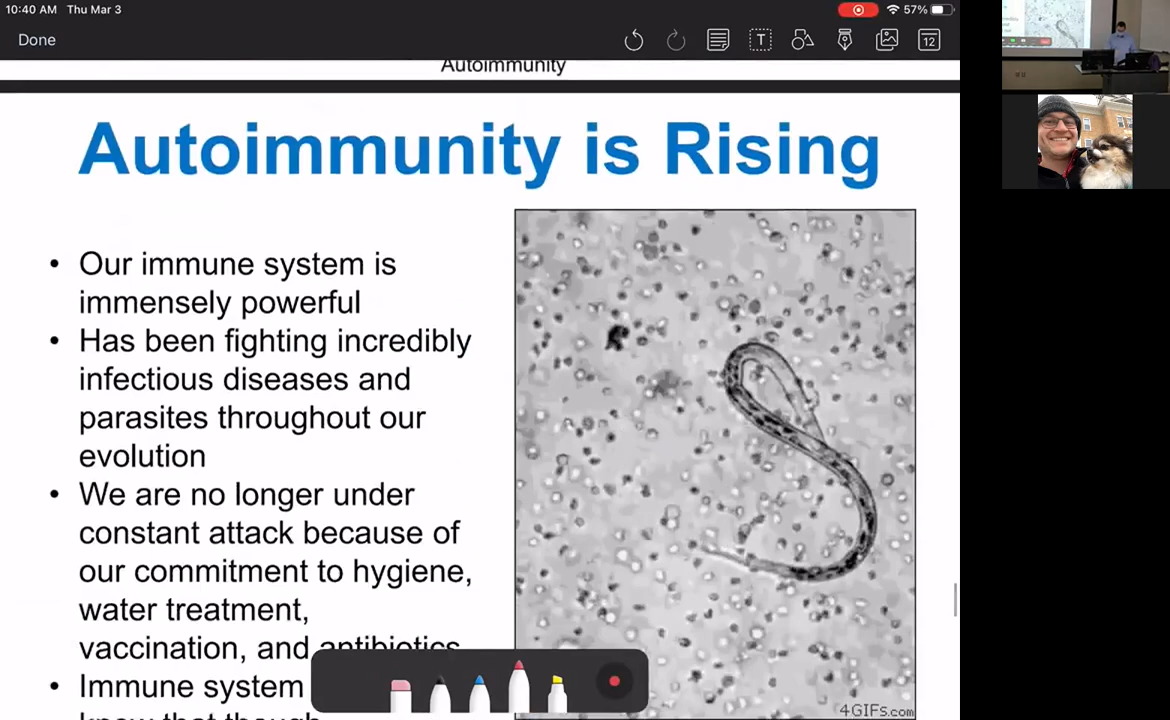 10:40 AM Thu Mar 3
57%
Done
T
12
Autoimmunity
Autoimmunity is Rising
• Our immune system is
immensely powerful
• Has been fighting incredibly
infectious diseases and
parasites throughout our
evolution
• We are no longer under
constant attack because of
our commitment to hygiene,
water treatment,
vaccination, and antibiotics
• Immune system
know that though
4GIFs.com